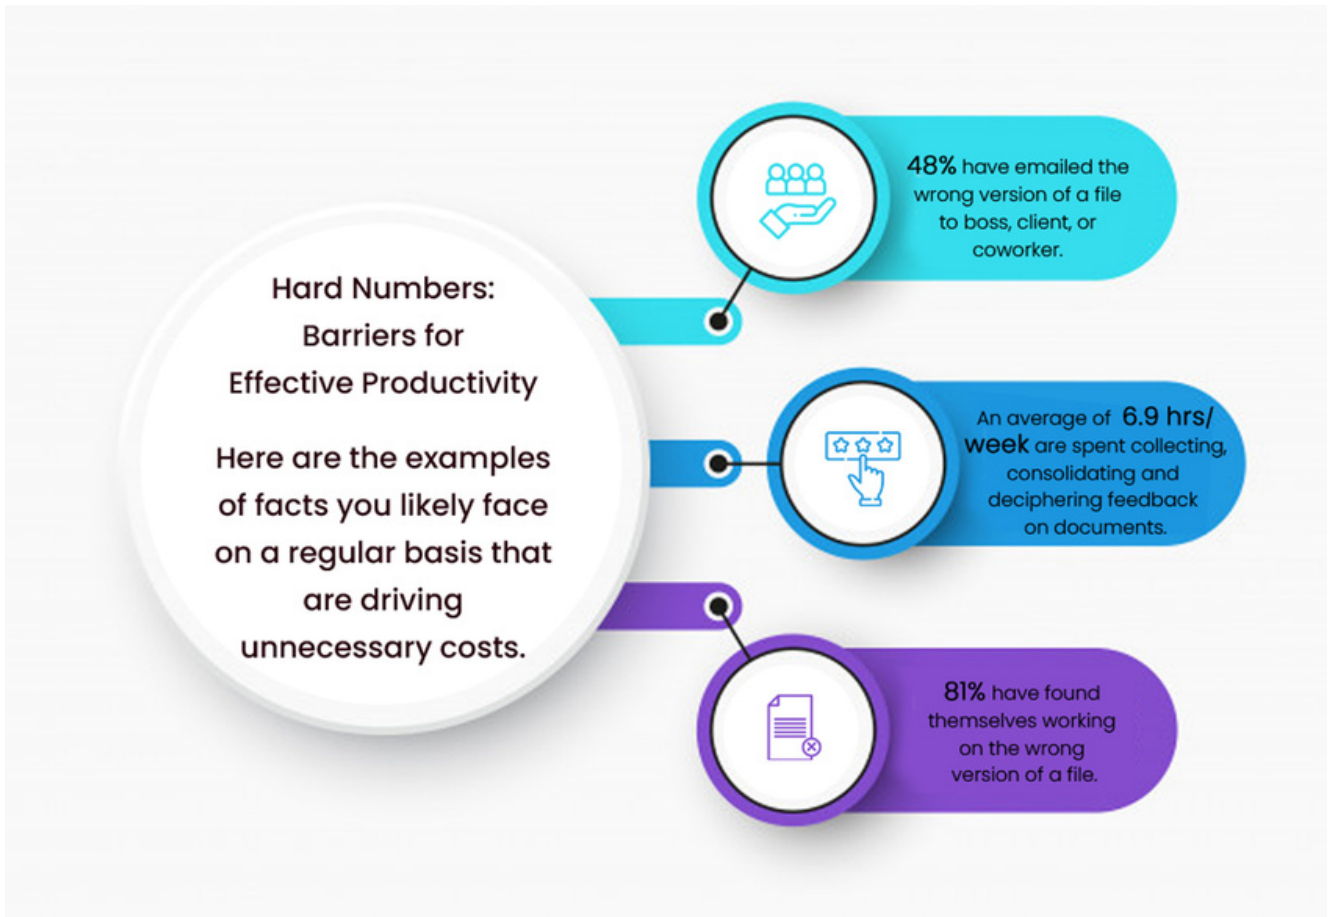 Hard Numbers:
Barriers for
Effective Productivity
Here are the examples
of facts you likely face
on a regular basis that
are driving
unnecessary costs.
48% have emailed the
wrong version of a file
to boss, client, or
coworker.
An average of 6.9 hrs/
week are spent collecting,
consolidating and
deciphering feedback
on documents.
81% have found
themselves working
on the wrong
version of a file.